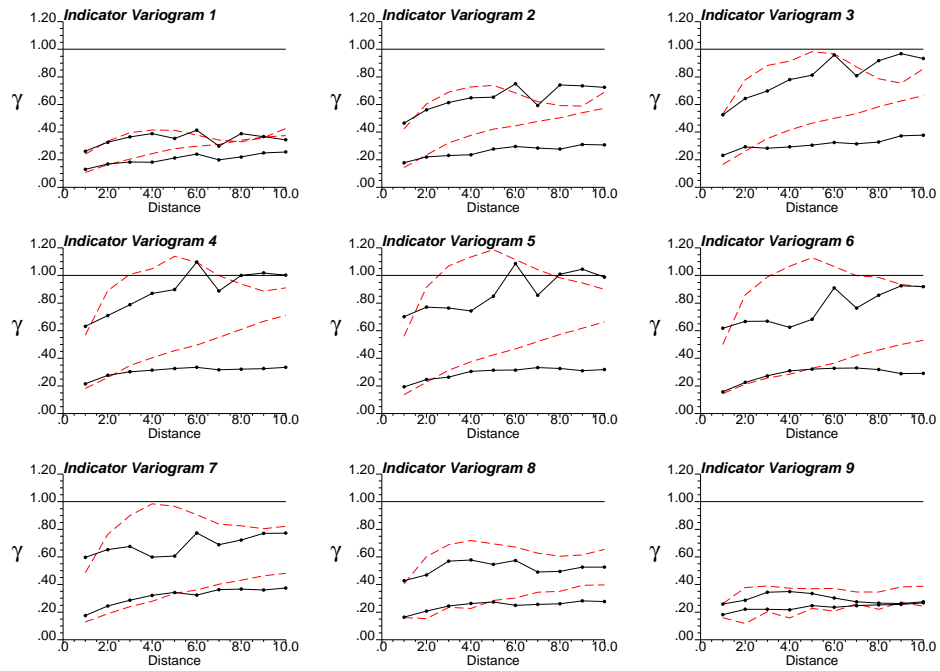 Indicator Variogram 1
1.20
1.00
.80
.60
.40
.20
.00
γ
.0 2.0 4.0 6.0 8.0 10.0
Distance
Indicator Variogram 2
1.20
1.00
.80
.60
.40
.20
.00
γ
.0 2.0 4.0 6.0 8.0 10.0
Distance
Indicator Variogram 3
1.20
1.00
.80
.60
.40
.20
.00
γ
.0 2.0 4.0 6.0 8.0 10.0
Distance
Indicator Variogram 4
1.20
1.00
.80
.60
.40
.20
.00
γ
.0 2.0 4.0 6.0 8.0 10.0
Distance
Indicator Variogram 5
1.20
1.00
.80
.60
.40
.20
.00
γ
.0 2.0 4.0 6.0 8.0 10.0
Distance
Indicator Variogram 6
1.20
1.00
.80
.60
.40
.20
.00
γ
.0 2.0 4.0 6.0 8.0 10.0
Distance
Indicator Variogram 7
1.20
1.00
.80
.60
.40
.20
.00
γ
.0 2.0 4.0 6.0 8.0 10.0
Distance
Indicator Variogram 8
1.20
1.00
.80
.60
.40
.20
.00
γ
.0 2.0 4.0 6.0 8.0 10.0
Distance
Indicator Variogram 9
1.20
1.00
.80
.60
.40
.20
.00
γ
.0 2.0 4.0 6.0 8.0 10.0
Distance